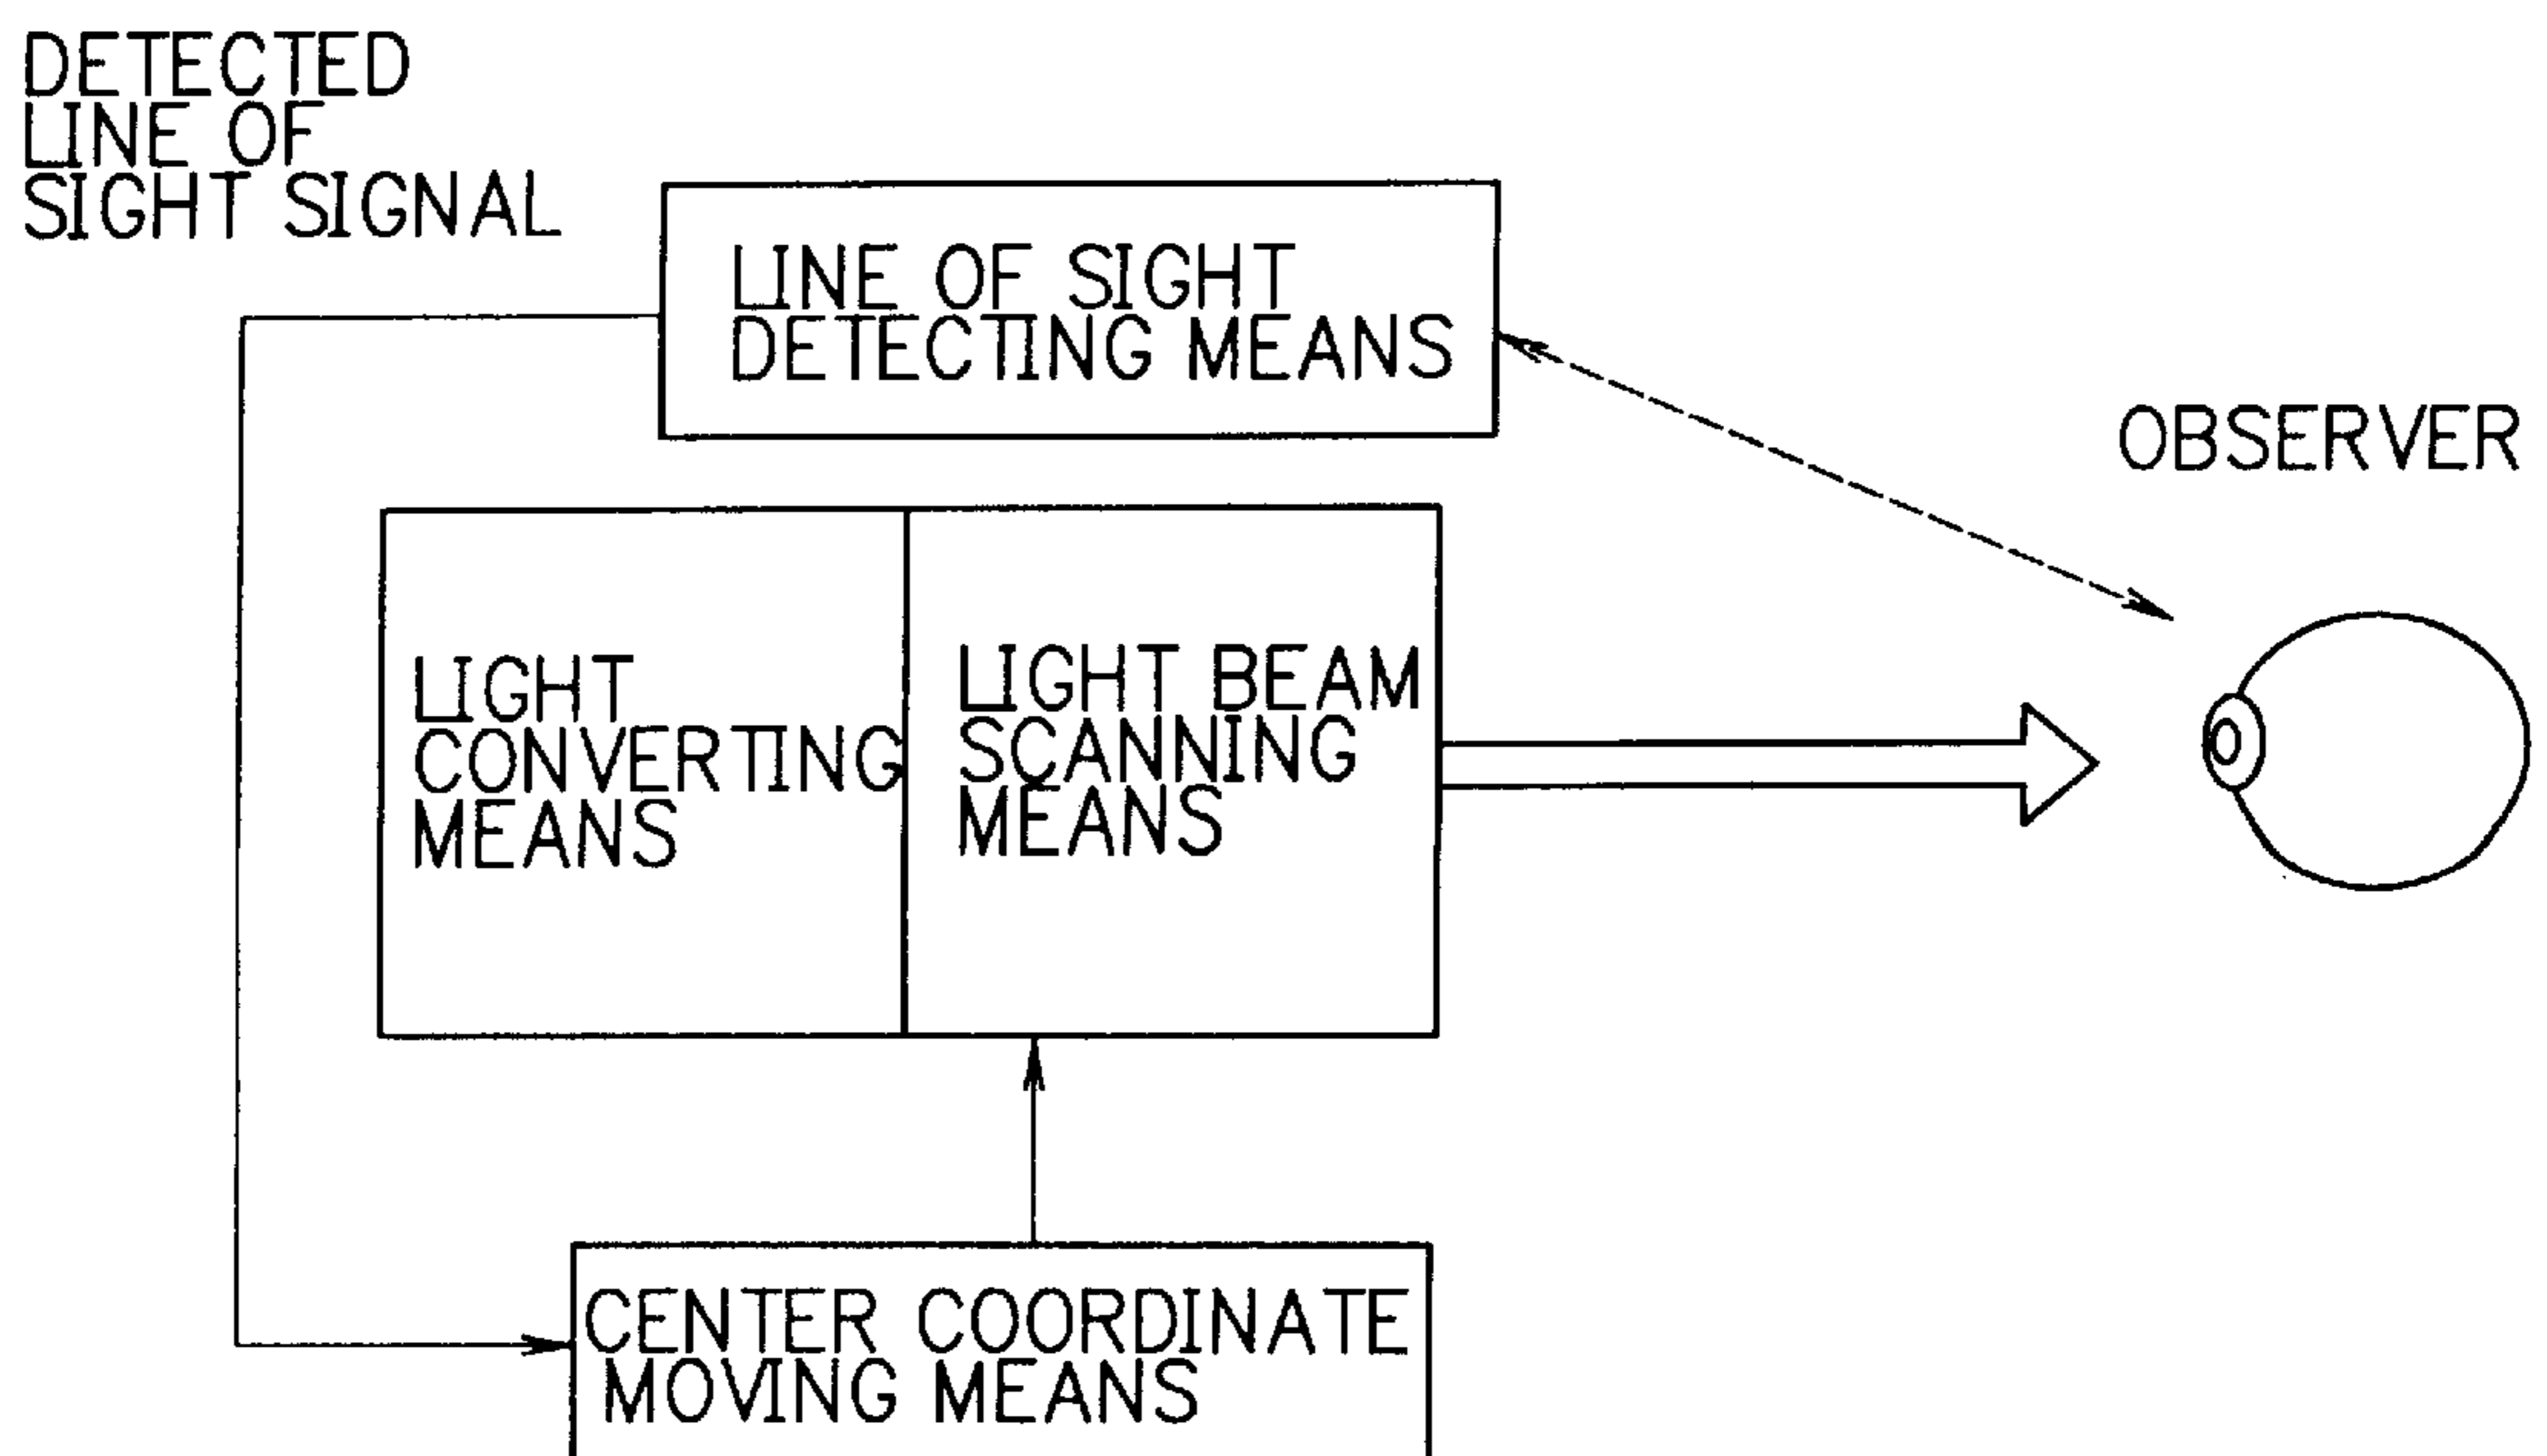 DETECTED
LINE OF
SIGHT SIGNAL
LINE OF SIGHT
DETECTING MEANS
OBSERVER
LIGHT
CONVERTING
MEANS
LIGHT BEAM
SCANNING
MEANS
CENTER COORDINATE
MOVING MEANS